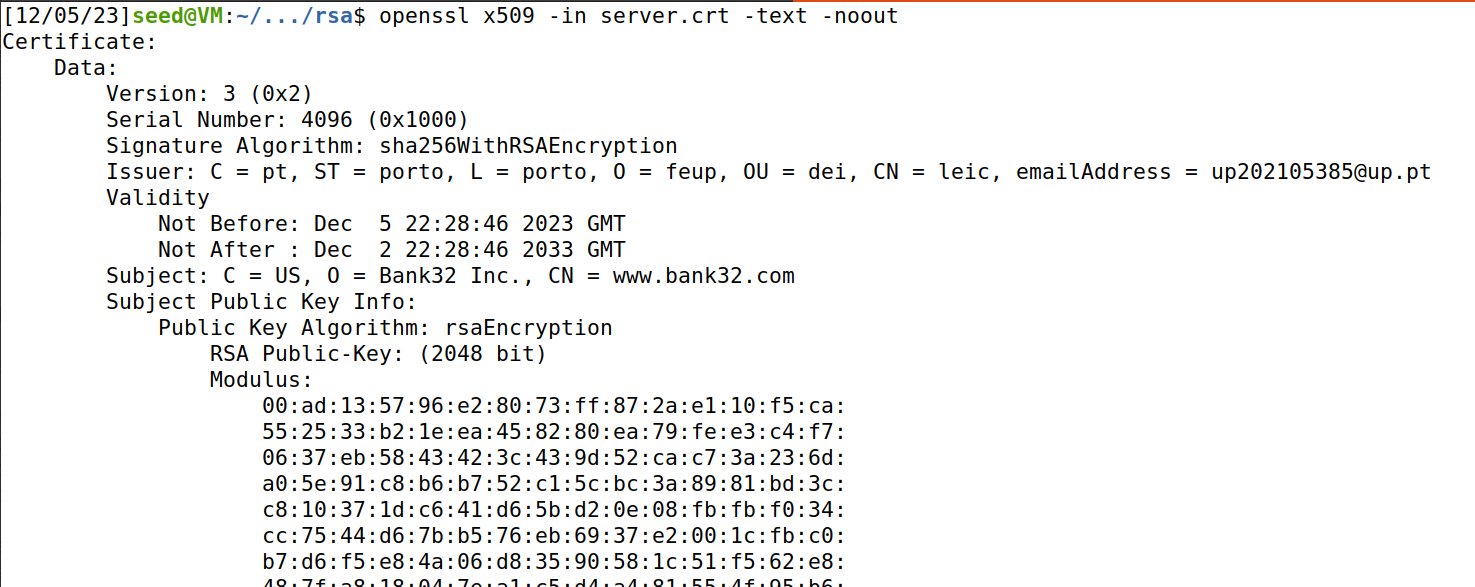 [12/05/23]seed@VM:~/.../rsa$ openssl x509 -in server.crt -text -noout
Certificate:
    Data:
        Version: 3 (0x2)
        Serial Number: 4096 (0x1000)
        Signature Algorithm: sha256WithRSAEncryption
        Issuer: C = pt, ST = porto, L = porto, O = feup, OU = dei, CN = leic, emailAddress = up202105385@up.pt
        Validity
            Not Before: Dec  5 22:28:46 2023 GMT
            Not After : Dec  2 22:28:46 2033 GMT
        Subject: C = US, O = Bank32 Inc., CN = www.bank32.com
        Subject Public Key Info:
            Public Key Algorithm: rsaEncryption
                RSA Public-Key: (2048 bit)
                Modulus:
                    00:ad:13:57:96:e2:80:73:ff:87:2a:e1:10:f5:ca:
                    55:25:33:b2:1e:ea:45:82:80:ea:79:fe:e3:c4:f7:
                    06:37:eb:58:43:42:3c:43:9d:52:ca:c7:3a:23:6d:
                    a0:5e:91:c8:b6:b7:52:c1:5c:bc:3a:89:81:bd:3c:
                    c8:10:37:1d:c6:41:d6:5b:d2:0e:08:fb:fb:f0:34:
                    cc:75:44:d6:7b:b5:76:eb:69:37:e2:00:1c:fb:c0:
                    b7:d6:f5:e8:4a:06:d8:35:90:58:1c:51:f5:62:e8: